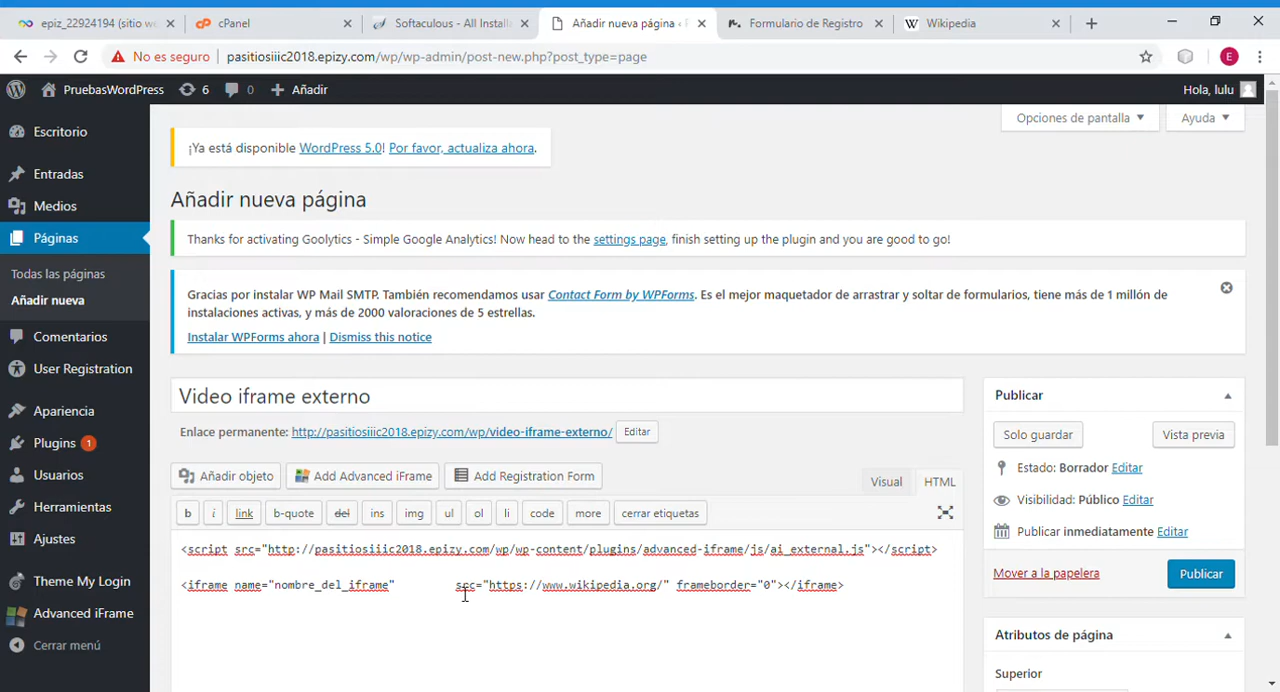 epiz_22924194 (sitio we
cPanel
Softaculous - All Installa
Añadir nueva página ‹ P
Formulario de Registro
Wikipedia
No es seguro
pasitiosiiic2018.epizy.com/wp/wp-admin/post-new.php?post_type=page
E
PruebasWordPress
6
0
Añadir
Hola, lulu
Escritorio
Entradas
Medios
Páginas
Todas las páginas
Añadir nueva
Comentarios
User Registration
Apariencia
Plugins 1
Usuarios
Herramientas
Ajustes
Theme My Login
Advanced iFrame
Cerrar menú
Opciones de pantalla
Ayuda
¡Ya está disponible WordPress 5.0! Por favor, actualiza ahora.
Añadir nueva página
Thanks for activating Goolytics - Simple Google Analytics! Now head to the settings page, finish setting up the plugin and you are good to go!
Gracias por instalar WP Mail SMTP. También recomendamos usar Contact Form by WPForms. Es el mejor maquetador de arrastrar y soltar de formularios, tiene más de 1 millón de
instalaciones activas, y más de 2000 valoraciones de 5 estrellas.
Instalar WPForms ahora | Dismiss this notice
Video iframe externo
Enlace permanente: http://pasitiosiiic2018.epizy.com/wp/video-iframe-externo/ Editar
Añadir objeto
Add Advanced iFrame
Add Registration Form
Visual
HTML
b
i
link
b-quote
del
ins
img
ul
ol
li
code
more
cerrar etiquetas
<script src="http://pasitiosiiic2018.epizy.com/wp/wp-content/plugins/advanced-iframe/js/ai_external.js"></script>
<iframe name="nombre_del_iframe" src="https://www.wikipedia.org/" frameborder="0"></iframe>
Publicar
Solo guardar
Vista previa
Estado: Borrador Editar
Visibilidad: Público Editar
Publicar inmediatamente Editar
Mover a la papelera
Publicar
Atributos de página
Superior